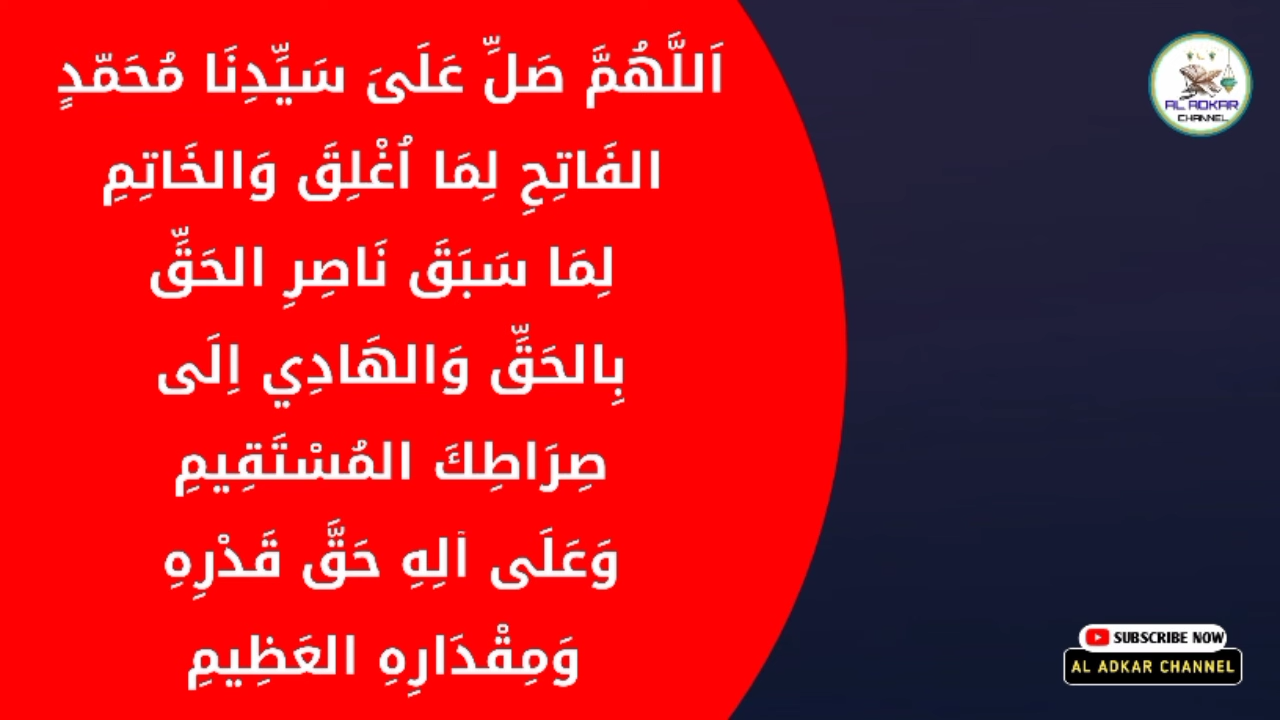 اَللَّهُمَّ صَلِّ عَلَىَ سَيِّدِنَا مُحَمّدٍ
الفَاتِحِ لِمَا اُغْلِقَ وَالخَاتِمِ
لِمَا سَبَقَ نَاصِرِ الحَقِّ
بِالحَقِّ وَالهَادِي اِلَى
صِرَاطِكَ المُسْتَقِيمِ
وَعَلَى اٰلِهِ حَقَّ قَدْرِهِ
وَمِقْدَارِهِ العَظِيمِ
AL ADKAR
CHANNEL
SUBSCRIBE NOW
AL ADKAR CHANNEL